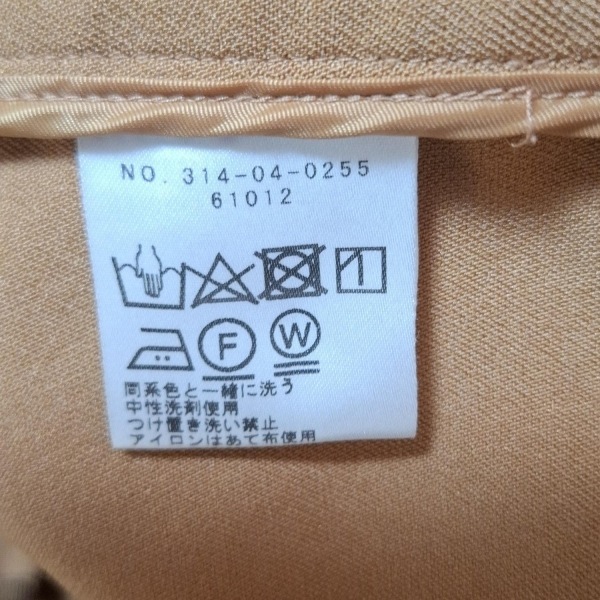 NO. 314-04-0255
61012
F W
同系色と一緒に洗う
中性洗剤使用
つけ置き洗い禁止
アイロンはあて布使用